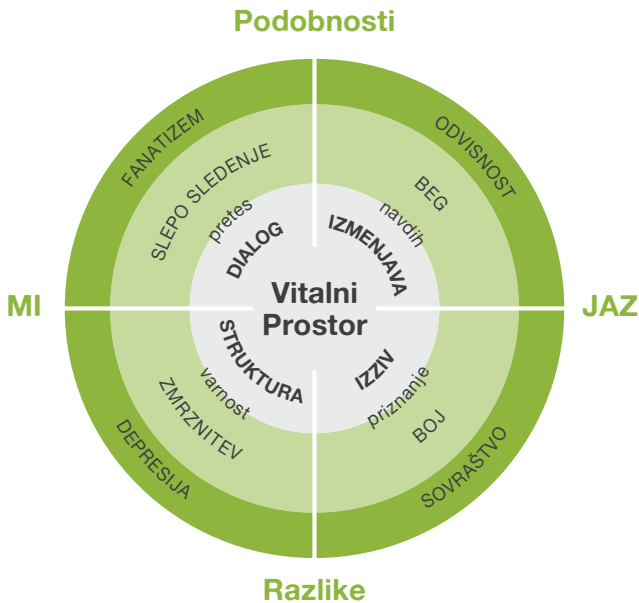 Podobnosti
FANATIZEM
ODVISNOST
SLEPO SLEDENJE
BEG
pretes
navdih
DIALOG
IZMENJAVA
MI
Vitalni
Prostor
JAZ
STRUKTURA
IZZIV
varnost
priznanje
ZMRZNITEV
BOJ
DEPRESIJA
SOVRAŠTVO
Razlike